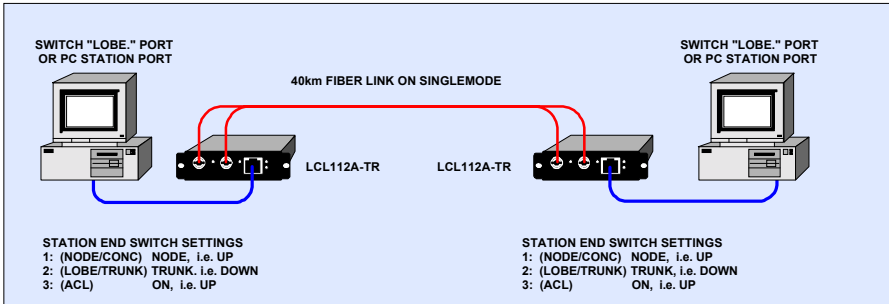 SWITCH "LOBE." PORT
OR PC STATION PORT
SWITCH "LOBE." PORT
OR PC STATION PORT
40km FIBER LINK ON SINGLEMODE
LCL112A-TR
LCL112A-TR
STATION END SWITCH SETTINGS
1: (NODE/CONC) NODE, i.e. UP
2: (LOBE/TRUNK) TRUNK. i.e. DOWN
3: (ACL) ON, i.e. UP
STATION END SWITCH SETTINGS
1: (NODE/CONC) NODE, i.e. UP
2: (LOBE/TRUNK) TRUNK, i.e. DOWN
3: (ACL) ON, i.e. UP